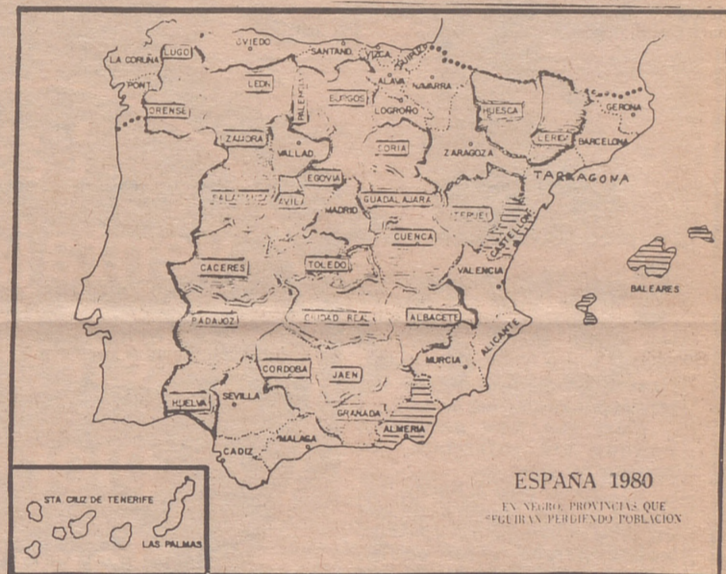 OVIEDO
SANTAND.
VIZCA.
LA CORUÑA
LUGO
ALAVA
NAVARRA
PONT.
LEON
PALENCIA
BURGOS
LOGROÑO
HUESCA
GERONA
ORENSE
LERIDA
ZAMORA
VALLAD.
SORIA
ZARAGOZA
BARCELONA
TARRAGONA
SEGOVIA
SALAMANCA
AVILA
GUADALAJARA
MADRID
TERUEL
CASTELLON
CUENCA
CACERES
TOLEDO
VALENCIA
BALEARES
BADAJOZ
CIUDAD REAL
ALBACETE
ALICANTE
MURCIA
CORDOBA
JAEN
SEVILLA
HUELVA
GRANADA
ALMERIA
MALAGA
CADIZ
STA CRUZ DE TENERIFE
LAS PALMAS
ESPAÑA 1980
EN NEGRO, PROVINCIAS QUE
SEGUIRAN PERDIENDO POBLACION